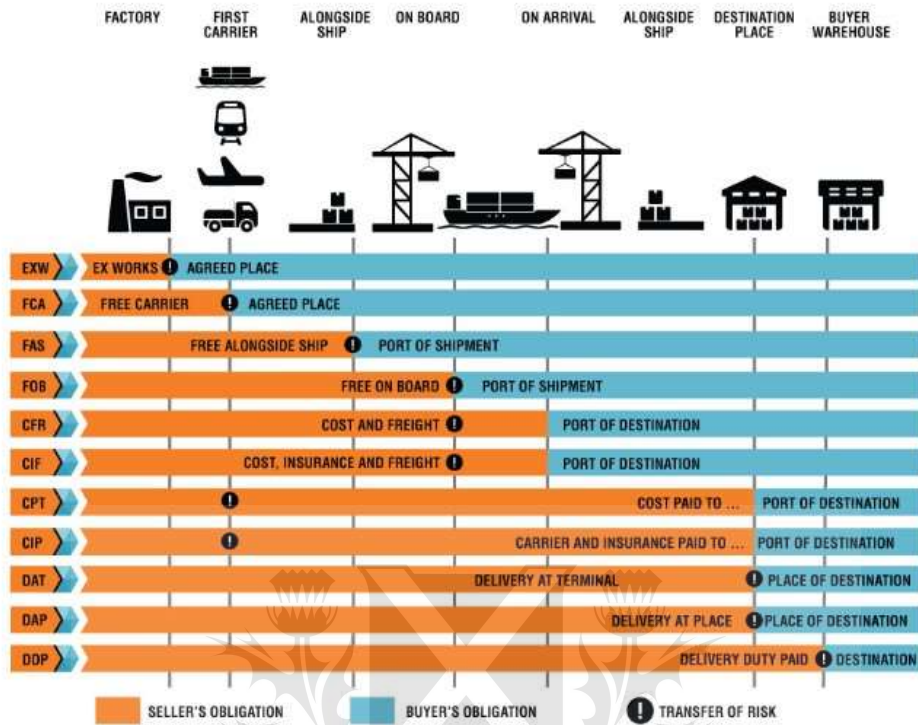 FACTORY
FIRST CARRIER
ALONGSIDE SHIP
ON BOARD
ON ARRIVAL
ALONGSIDE SHIP
DESTINATION PLACE
BUYER WAREHOUSE
EXW EX WORKS ! AGREED PLACE
FCA FREE CARRIER ! AGREED PLACE
FAS FREE ALONGSIDE SHIP ! PORT OF SHIPMENT
FOB FREE ON BOARD ! PORT OF SHIPMENT
CFR COST AND FREIGHT ! PORT OF DESTINATION
CIF COST, INSURANCE AND FREIGHT ! PORT OF DESTINATION
CPT ! COST PAID TO ... PORT OF DESTINATION
CIP ! CARRIER AND INSURANCE PAID TO ... PORT OF DESTINATION
DAT DELIVERY AT TERMINAL ! PLACE OF DESTINATION
DAP DELIVERY AT PLACE ! PLACE OF DESTINATION
DDP DELIVERY DUTY PAID ! DESTINATION
SELLER'S OBLIGATION BUYER'S OBLIGATION ! TRANSFER OF RISK